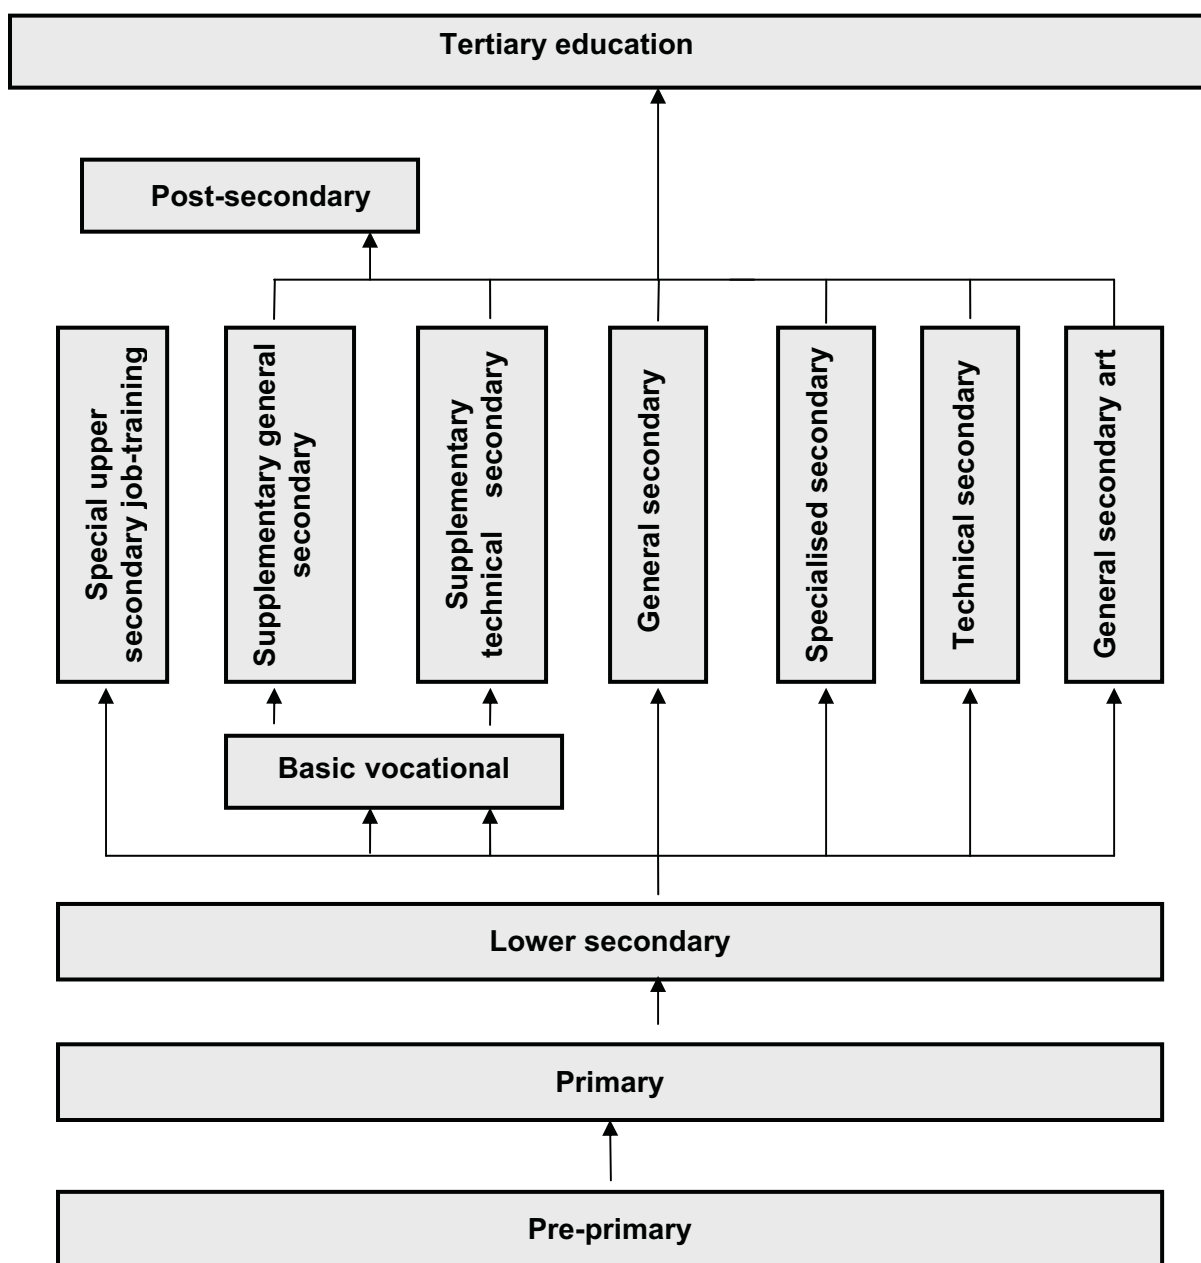 Tertiary education
Post-secondary
Special upper
secondary job-training
Supplementary general
secondary
Supplementary
technical secondary
General secondary
Specialised secondary
Technical secondary
General secondary art
Basic vocational
Lower secondary
Primary
Pre-primary